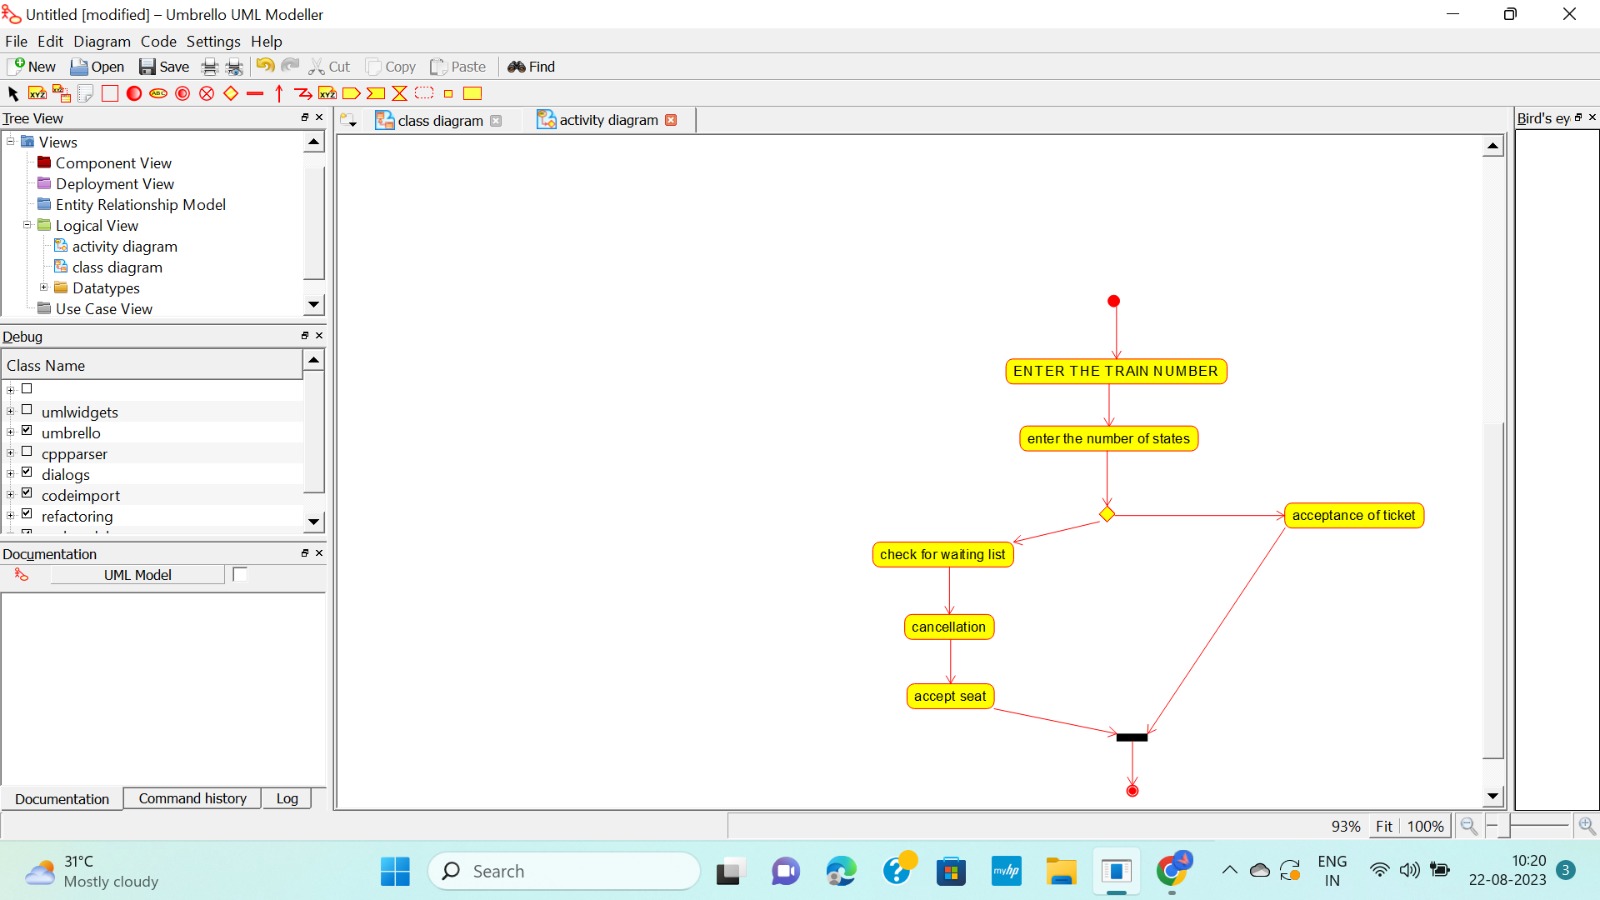 Untitled [modified] – Umbrello UML Modeller
File Edit Diagram Code Settings Help
New Open Save Cut Copy Paste Find
XYZ ABC XYZ
Tree View
class diagram activity diagram
Bird's ey
Views
Component View
Deployment View
Entity Relationship Model
Logical View
activity diagram
class diagram
Datatypes
Use Case View
Debug
Class Name
umlwidgets
umbrello
cppparser
dialogs
codeimport
refactoring
Documentation
UML Model
Documentation Command history Log
ENTER THE TRAIN NUMBER
enter the number of states
acceptance of ticket
check for waiting list
cancellation
accept seat
93% Fit 100%
31°C
Mostly cloudy
Search
myhp
ENG
IN
10:20
22-08-2023
3